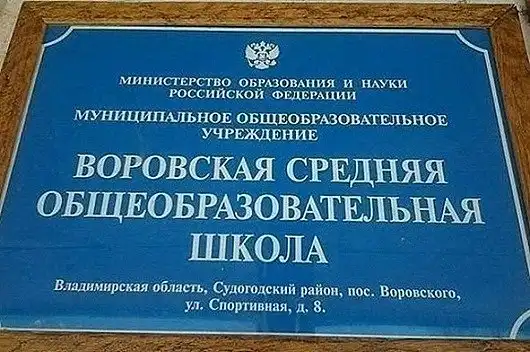 МИНИСТЕРСТВО ОБРАЗОВАНИЯ И НАУКИ
РОССИЙСКОЙ ФЕДЕРАЦИИ
МУНИЦИПАЛЬНОЕ ОБЩЕОБРАЗОВАТЕЛЬНОЕ
УЧРЕЖДЕНИЕ
ВОРОВСКАЯ СРЕДНЯЯ
ОБЩЕОБРАЗОВАТЕЛЬНАЯ
ШКОЛА
Владимирская область, Судогодский район, пос. Воровского,
ул. Спортивная, д. 8.